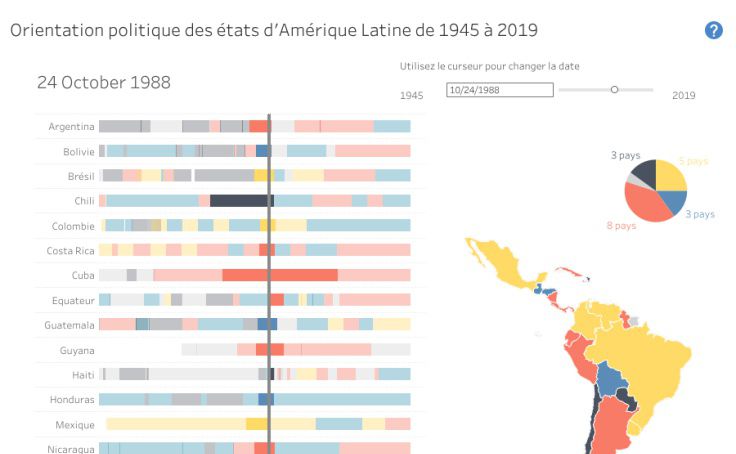 Orientation politique des états d'Amérique Latine de 1945 à 2019
?
Utilisez le curseur pour changer la date
24 October 1988
1945
10/24/1988
2019
Argentina
Bolivie
Brésil
Chili
Colombie
Costa Rica
Cuba
Equateur
Guatemala
Guyana
Haiti
Honduras
Mexique
Nicaragua
3 pays
5 pays
3 pays
8 pays